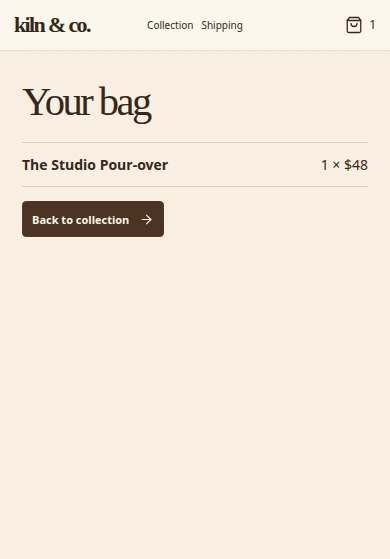 kiln & co.
Collection Shipping
1
Your bag
The Studio Pour-over
1 × $48
Back to collection